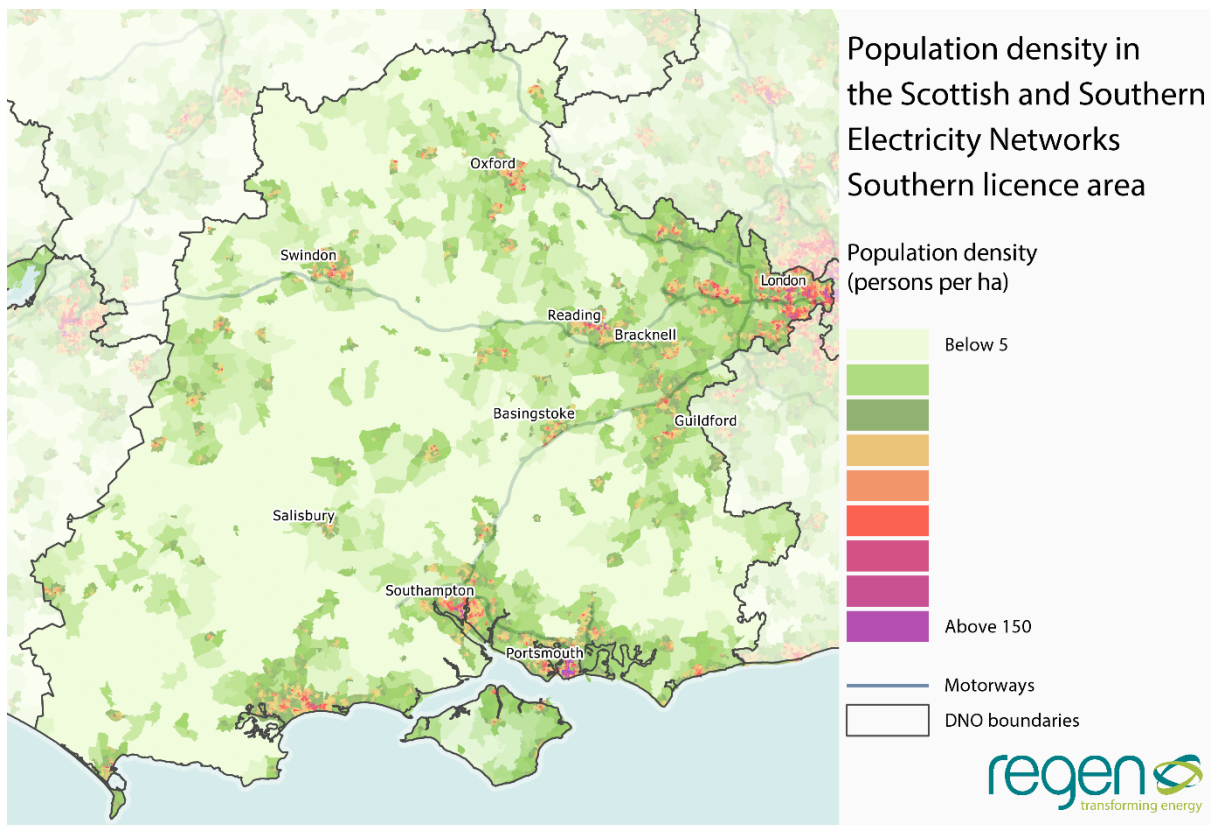 Population density in
the Scottish and Southern
Electricity Networks
Southern licence area
Population density
(persons per ha)
Below 5
Above 150
Motorways
DNO boundaries
regen
transforming energy
Oxford
Swindon
London
Reading
Bracknell
Basingstoke
Guildford
Salisbury
Southampton
Portsmouth